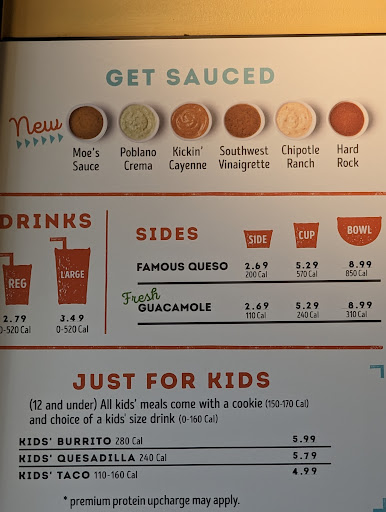 GET SAUCED
New
Moe's Sauce
Poblano Crema
Kickin' Cayenne
Southwest Vinaigrette
Chipotle Ranch
Hard Rock
DRINKS
REG
LARGE
2.79
3.49
0-520 Cal
0-520 Cal
SIDES
SIDE
CUP
BOWL
FAMOUS QUESO 2.69 5.29 8.99
200 Cal 570 Cal 850 Cal
Fresh
GUACAMOLE 2.69 5.29 8.99
110 Cal 240 Cal 310 Cal
JUST FOR KIDS
(12 and under) All kids' meals come with a cookie (150-170 Cal)
and choice of a kids' size drink (0-160 Cal)
KIDS' BURRITO 280 Cal 5.99
KIDS' QUESADILLA 240 Cal 5.79
KIDS' TACO 110-160 Cal 4.99
* premium protein upcharge may apply.